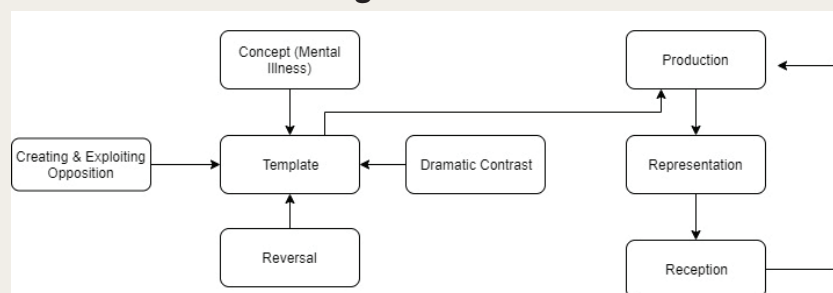 Concept (Mental
Illness)
Production
Creating & Exploiting
Opposition
Template
Dramatic Contrast
Representation
Reversal
Reception